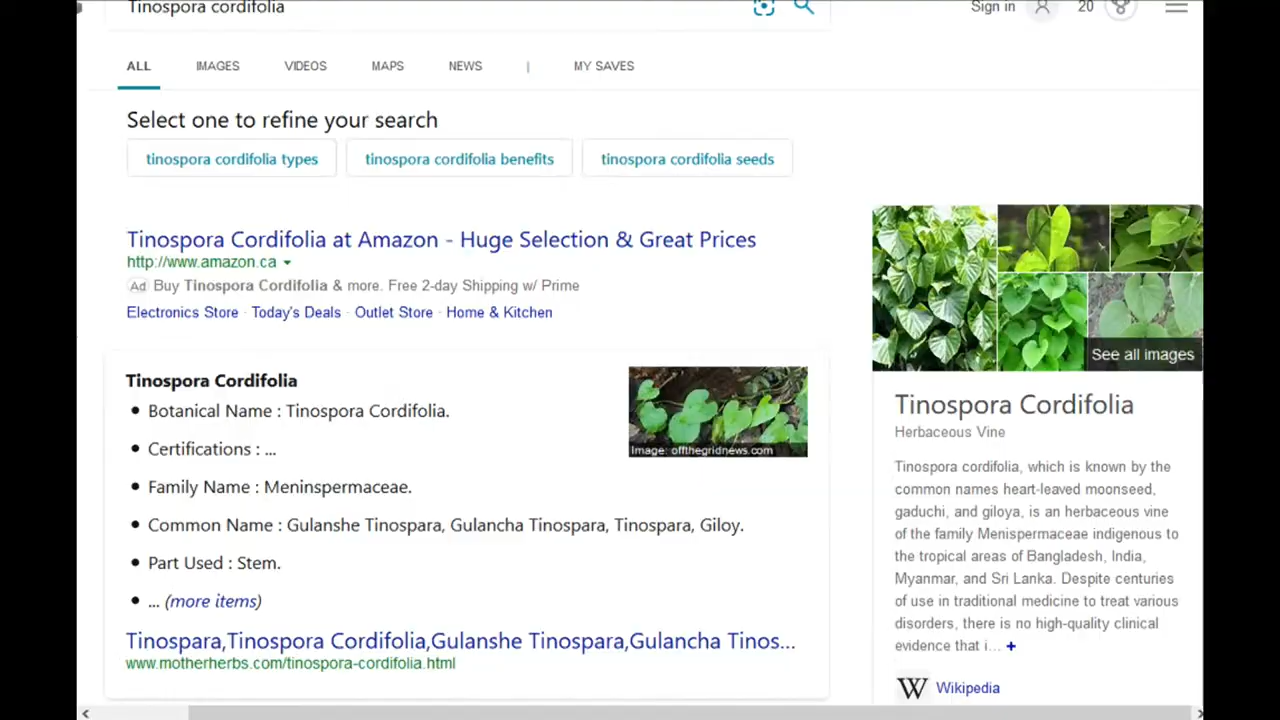 Tinospora cordifolia
Sign in
20
ALL IMAGES VIDEOS MAPS NEWS | MY SAVES
Select one to refine your search
tinospora cordifolia types
tinospora cordifolia benefits
tinospora cordifolia seeds
Tinospora Cordifolia at Amazon - Huge Selection & Great Prices
http://www.amazon.ca
Ad Buy Tinospora Cordifolia & more. Free 2-day Shipping w/ Prime
Electronics Store · Today's Deals · Outlet Store · Home & Kitchen
Tinospora Cordifolia
• Botanical Name : Tinospora Cordifolia.
• Certifications : ...
• Family Name : Meninspermaceae.
• Common Name : Gulanshe Tinospara, Gulancha Tinospara, Tinospara, Giloy.
• Part Used : Stem.
• ... (more items)
Image: offthegridnews.com
Tinospara,Tinospora Cordifolia,Gulanshe Tinospara,Gulancha Tinos...
www.motherherbs.com/tinospora-cordifolia.html
See all images
Tinospora Cordifolia
Herbaceous Vine
Tinospora cordifolia, which is known by the
common names heart-leaved moonseed,
gaduchi, and giloya, is an herbaceous vine
of the family Menispermaceae indigenous to
the tropical areas of Bangladesh, India,
Myanmar, and Sri Lanka. Despite centuries
of use in traditional medicine to treat various
disorders, there is no high-quality clinical
evidence that i... +
W Wikipedia